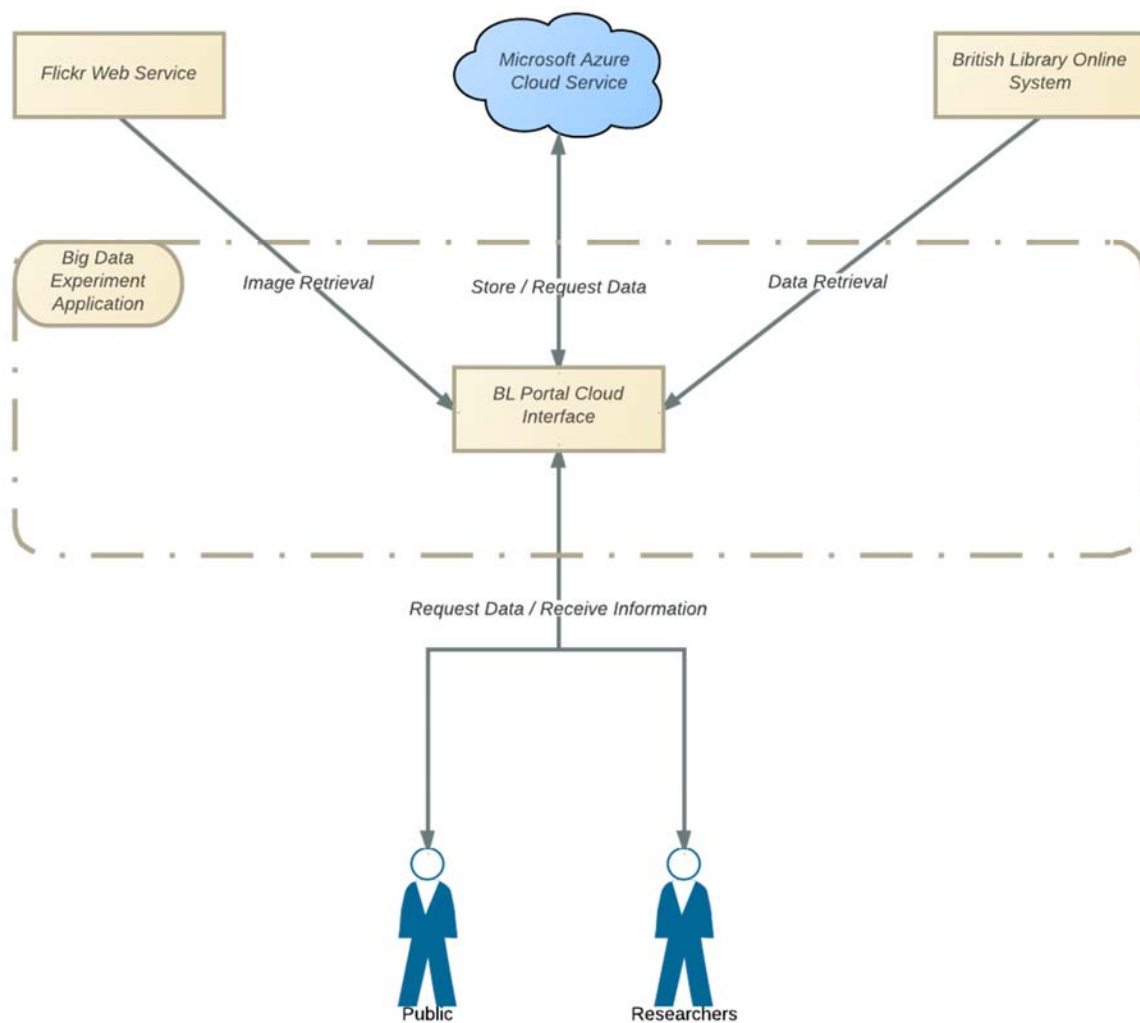 Flickr Web Service
Microsoft Azure
Cloud Service
British Library Online
System
Big Data
Experiment
Application
Image Retrieval
Store / Request Data
Data Retrieval
BL Portal Cloud
Interface
Request Data / Receive Information
Public
Researchers